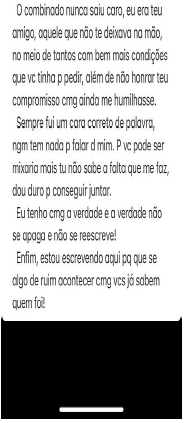 O combinado nunca saiu caro, eu era teu
amigo, aquele que não te deixava na mão,
no meio de tantos com bem mais condições
que vc tinha p pedir, além de não honrar teu
compromisso cmg ainda me humilhasse.
Sempre fui um cara correto de palavra,
ngm tem nada p falar d mim. P vc pode ser
mixaria mais tu não sabe a falta que me faz,
dou duro p conseguir juntar.
Eu tenho cmg a verdade e a verdade não
se apaga e não se reescreve!
Enfim, estou escrevendo aqui pq que se
algo de ruim acontecer cmg vcs já sabem
quem foi!